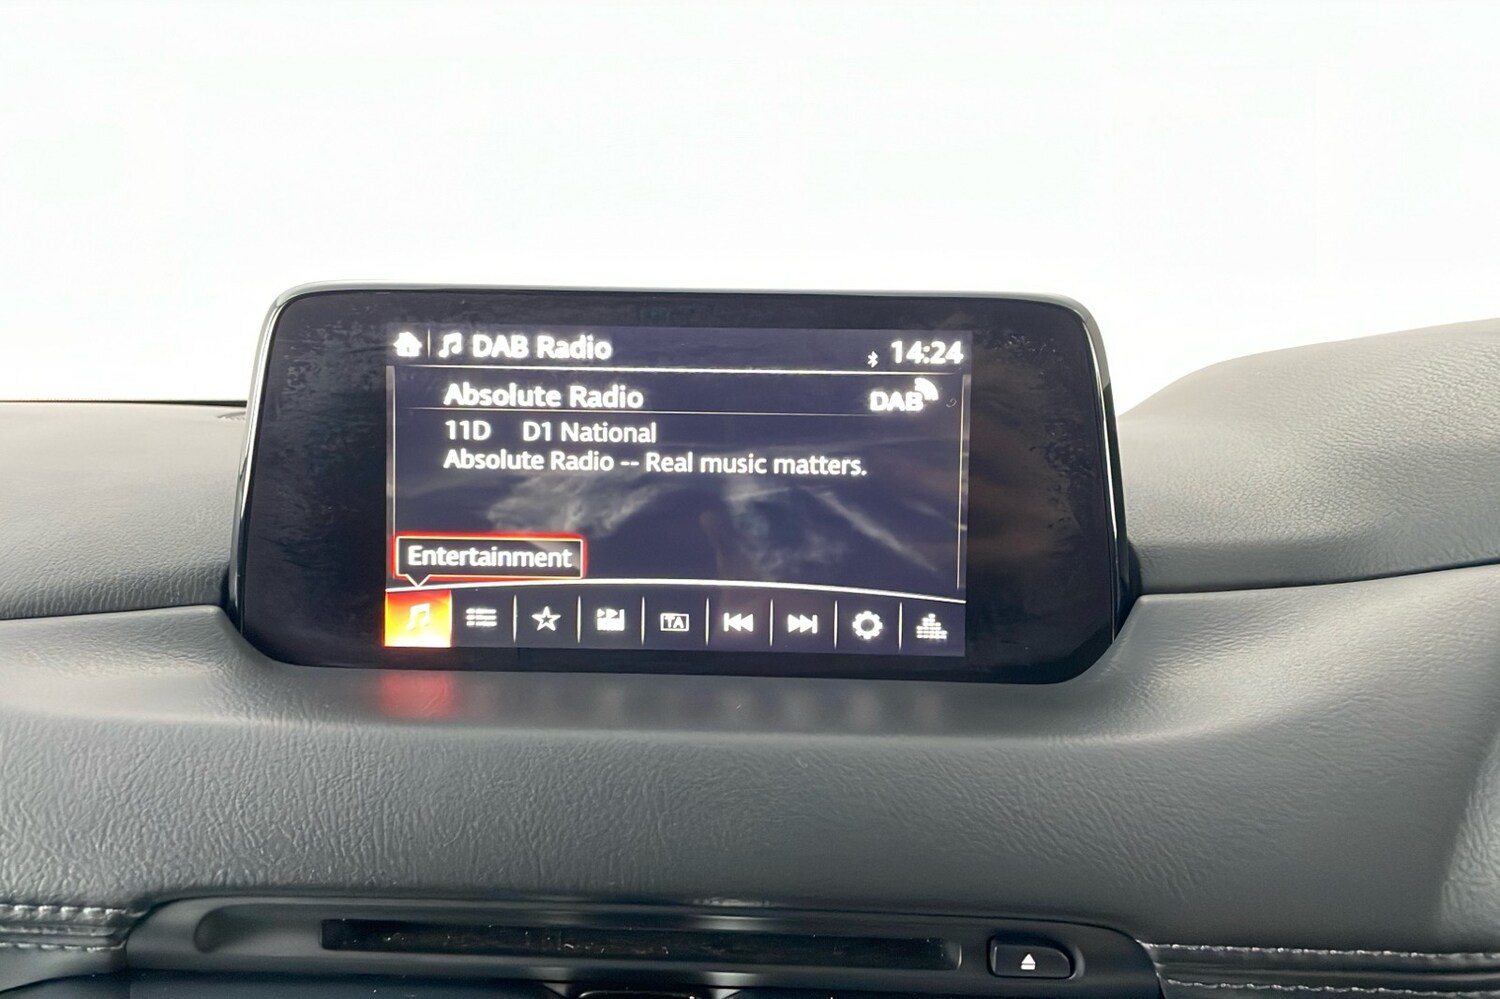 DAB Radio
14:24
Absolute Radio
DAB
11D D1 National
Absolute Radio -- Real music matters.
Entertainment
TA